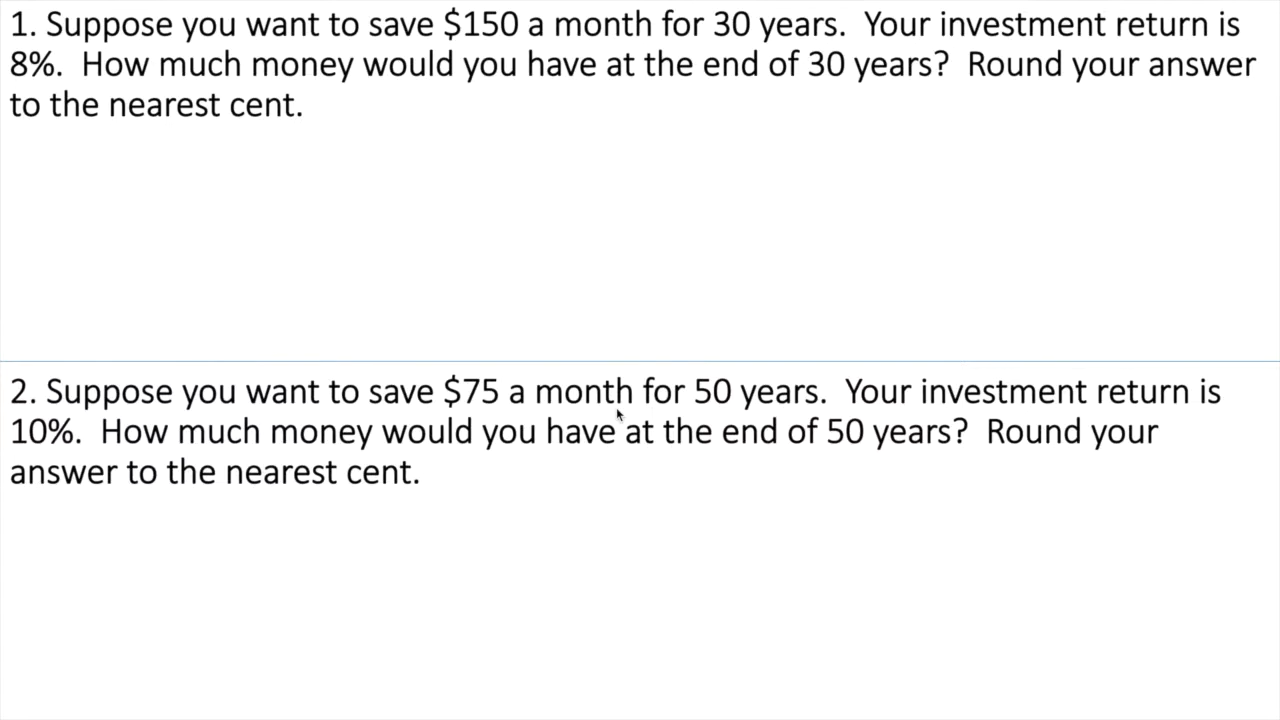 1. Suppose you want to save $150 a month for 30 years.  Your investment return is
8%.  How much money would you have at the end of 30 years?  Round your answer
to the nearest cent.
2. Suppose you want to save $75 a month for 50 years.  Your investment return is
10%.  How much money would you have at the end of 50 years?  Round your
answer to the nearest cent.